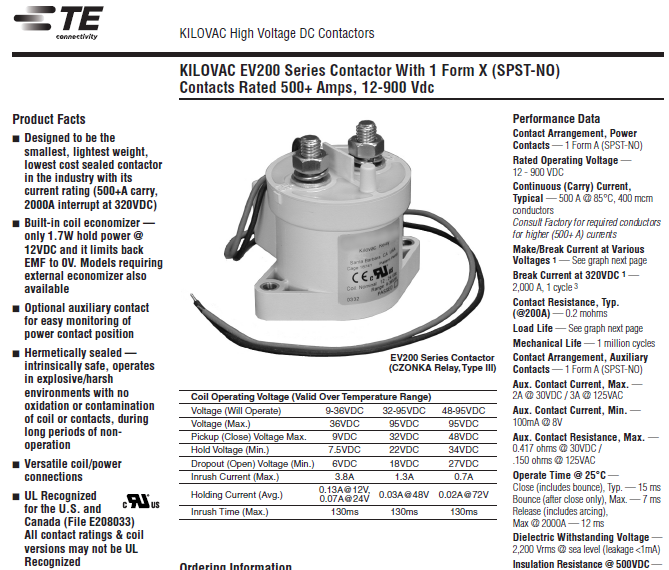 TE
connectivity
KILOVAC High Voltage DC Contactors
KILOVAC EV200 Series Contactor With 1 Form X (SPST-NO)
Contacts Rated 500+ Amps, 12-900 Vdc
Product Facts
■ Designed to be the
smallest, lightest weight,
lowest cost sealed contactor
in the industry with its
current rating (500+A carry,
2000A interrupt at 320VDC)
■ Built-in coil economizer —
only 1.7W hold power @
12VDC and it limits back
EMF to 0V. Models requiring
external economizer also
available
■ Optional auxiliary contact
for easy monitoring of
power contact position
■ Hermetically sealed —
intrinsically safe, operates
in explosive/harsh
environments with no
oxidation or contamination
of coil or contacts, during
long periods of non-
operation
■ Versatile coil/power
connections
■ UL Recognized
for the U.S. and
Canada (File E208033)
All contact ratings & coil
versions may not be UL
Recognized
c RU US
CE c RU US
0332
EV200 Series Contactor
(CZONKA Relay, Type III)
Coil Operating Voltage (Valid Over Temperature Range)
Voltage (Will Operate) 9-36VDC 32-95VDC 48-95VDC
Voltage (Max.) 36VDC 95VDC 95VDC
Pickup (Close) Voltage Max. 9VDC 32VDC 48VDC
Hold Voltage (Min.) 7.5VDC 22VDC 34VDC
Dropout (Open) Voltage (Min.) 6VDC 18VDC 27VDC
Inrush Current (Max.) 3.8A 1.3A 0.7A
Holding Current (Avg.) 0.13A@12V, 0.03A@48V 0.02A@72V
0.07A@24V
Inrush Time (Max.) 130ms 130ms 130ms
Ordering Information
Performance Data
Contact Arrangement, Power
Contacts — 1 Form A (SPST-NO)
Rated Operating Voltage —
12 - 900 VDC
Continuous (Carry) Current,
Typical — 500 A @ 85°C, 400 mcm
conductors
Consult Factory for required conductors
for higher (500+ A) currents
Make/Break Current at Various
Voltages 1 — See graph next page
Break Current at 320VDC 1 —
2,000 A, 1 cycle 3
Contact Resistance, Typ.
(@200A) — 0.2 mohms
Load Life — See graph next page
Mechanical Life — 1 million cycles
Contact Arrangement, Auxiliary
Contacts — 1 Form A (SPST-NO)
Aux. Contact Current, Max. —
2A @ 30VDC / 3A @ 125VAC
Aux. Contact Current, Min. —
100mA @ 8V
Aux. Contact Resistance, Max. —
0.417 ohms @ 30VDC /
.150 ohms @ 125VAC
Operate Time @ 25°C —
Close (includes bounce), Typ. — 15 ms
Bounce (after close only), Max. — 7 ms
Release (includes arcing),
Max @ 2000A — 12 ms
Dielectric Withstanding Voltage —
2,200 Vrms @ sea level (leakage <1mA)
Insulation Resistance @ 500VDC —